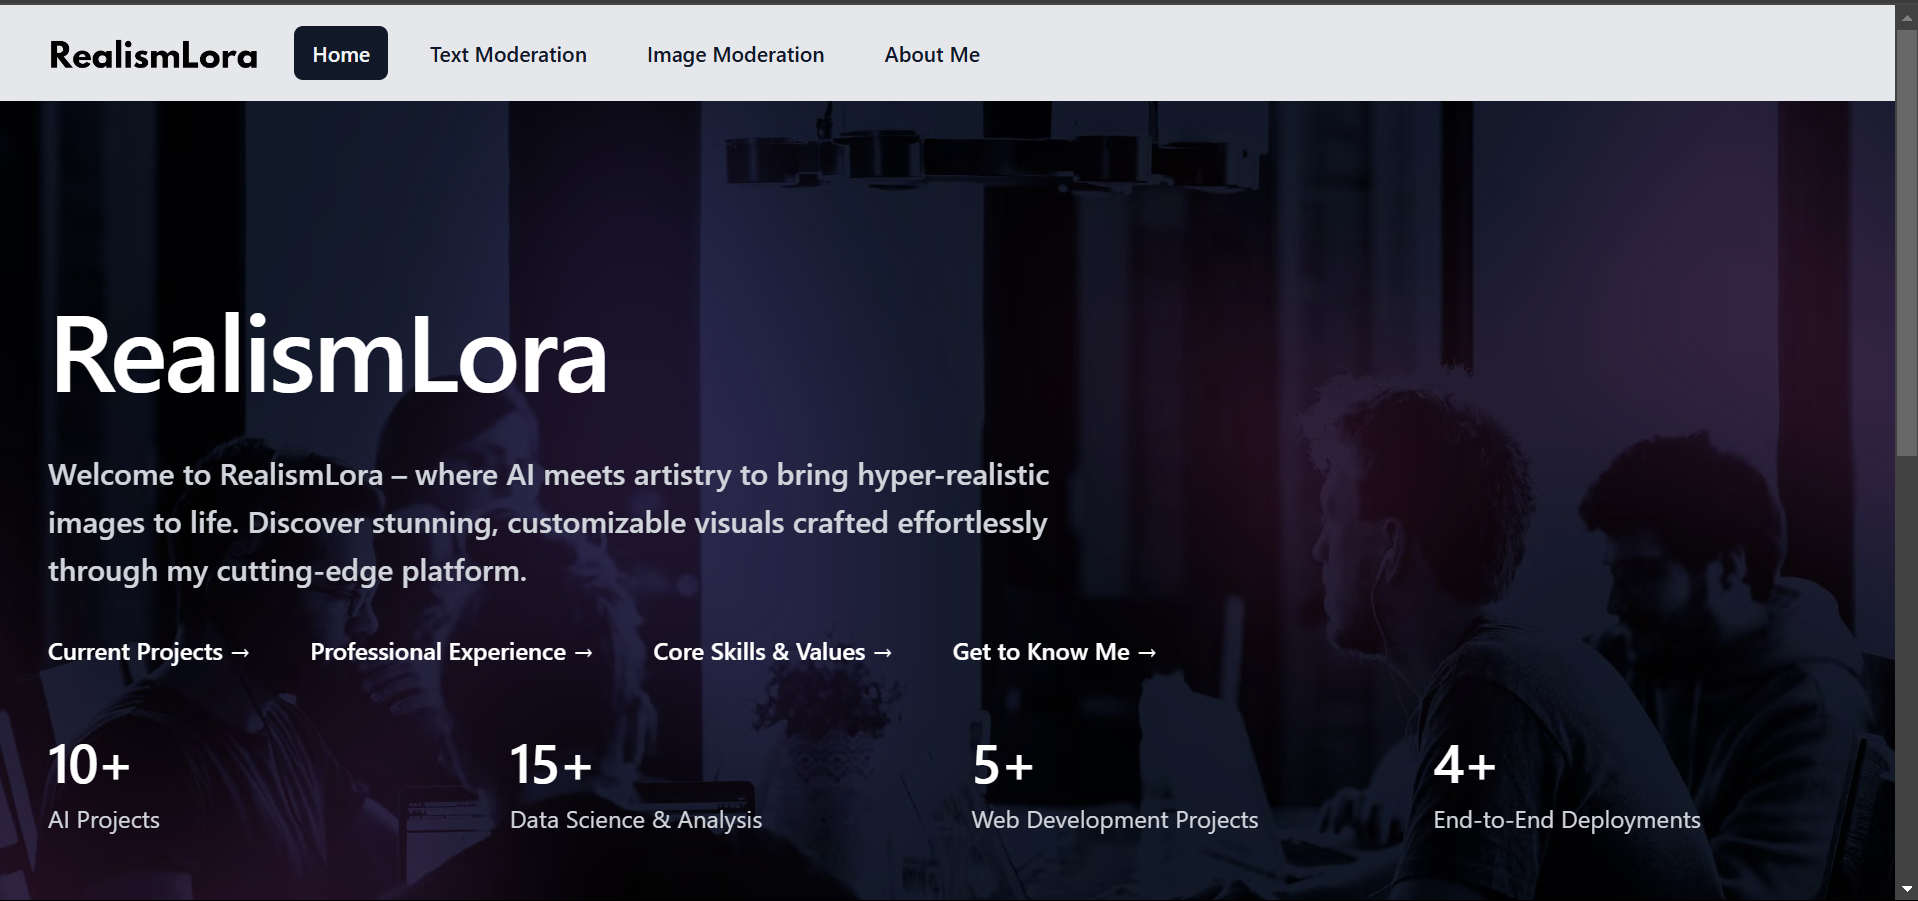 RealismLora
Home
Text Moderation
Image Moderation
About Me
RealismLora
Welcome to RealismLora – where AI meets artistry to bring hyper-realistic
images to life. Discover stunning, customizable visuals crafted effortlessly
through my cutting-edge platform.
Current Projects →
Professional Experience →
Core Skills & Values →
Get to Know Me →
10+
AI Projects
15+
Data Science & Analysis
5+
Web Development Projects
4+
End-to-End Deployments